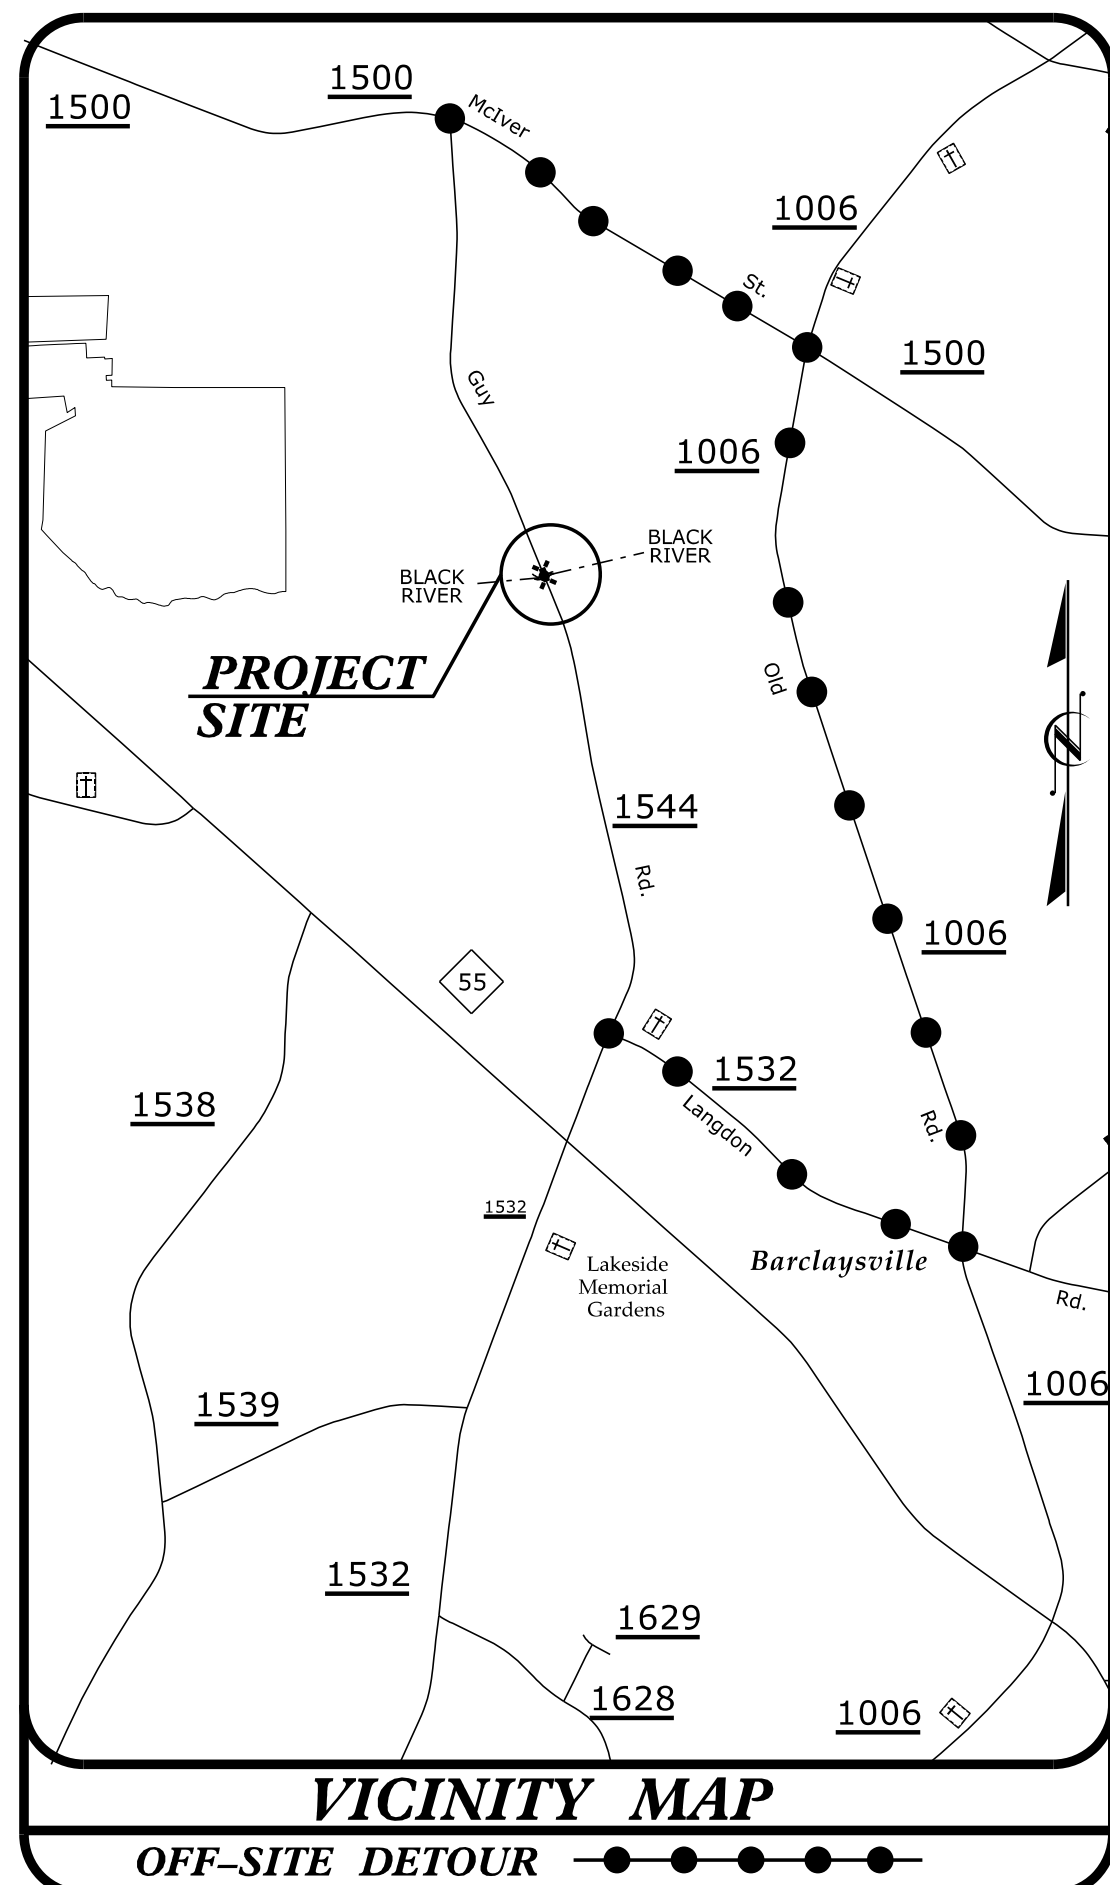 1500
1500
McIver
1006
St.
1500
Guy
1006
BLACK
RIVER
BLACK
RIVER
PROJECT
SITE
Old
N
1544
Rd.
1006
55
1532
1538
Langdon
Rd.
1532
Barclaysville
Lakeside
Memorial
Gardens
Rd.
1006
1539
1532
1629
1628
1006
VICINITY MAP
OFF-SITE DETOUR